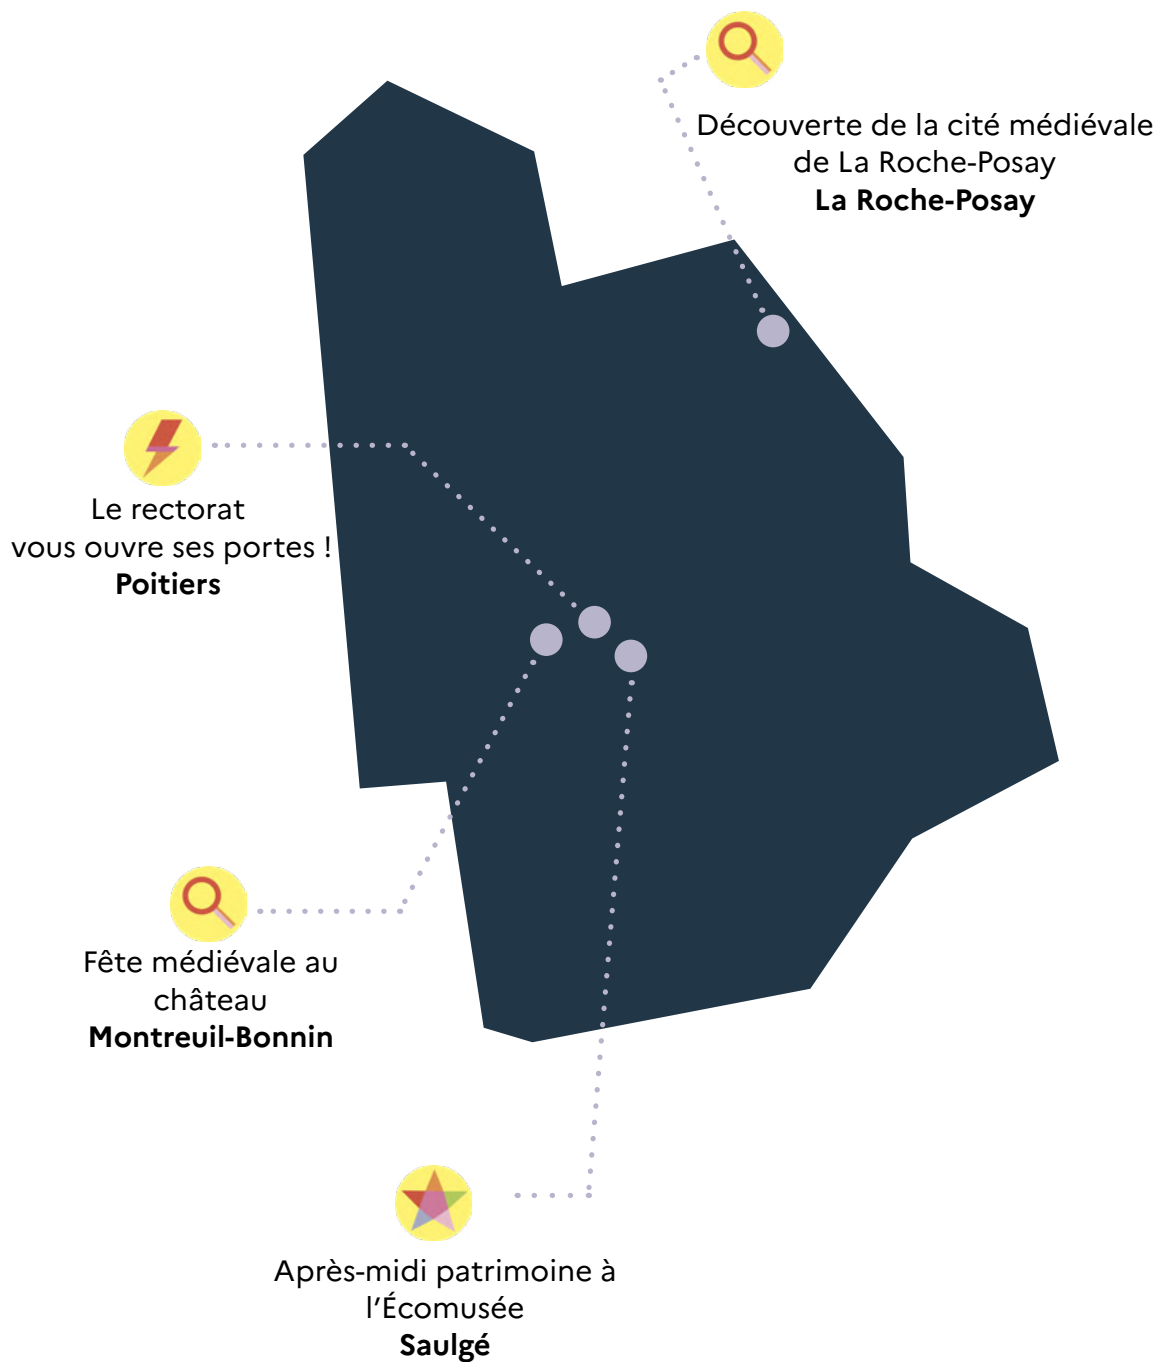 Découverte de la cité médiévale
de La Roche-Posay
La Roche-Posay
Le rectorat
vous ouvre ses portes !
Poitiers
Fête médiévale au
château
Montreuil-Bonnin
Après-midi patrimoine à
l’Écomusée
Saulgé